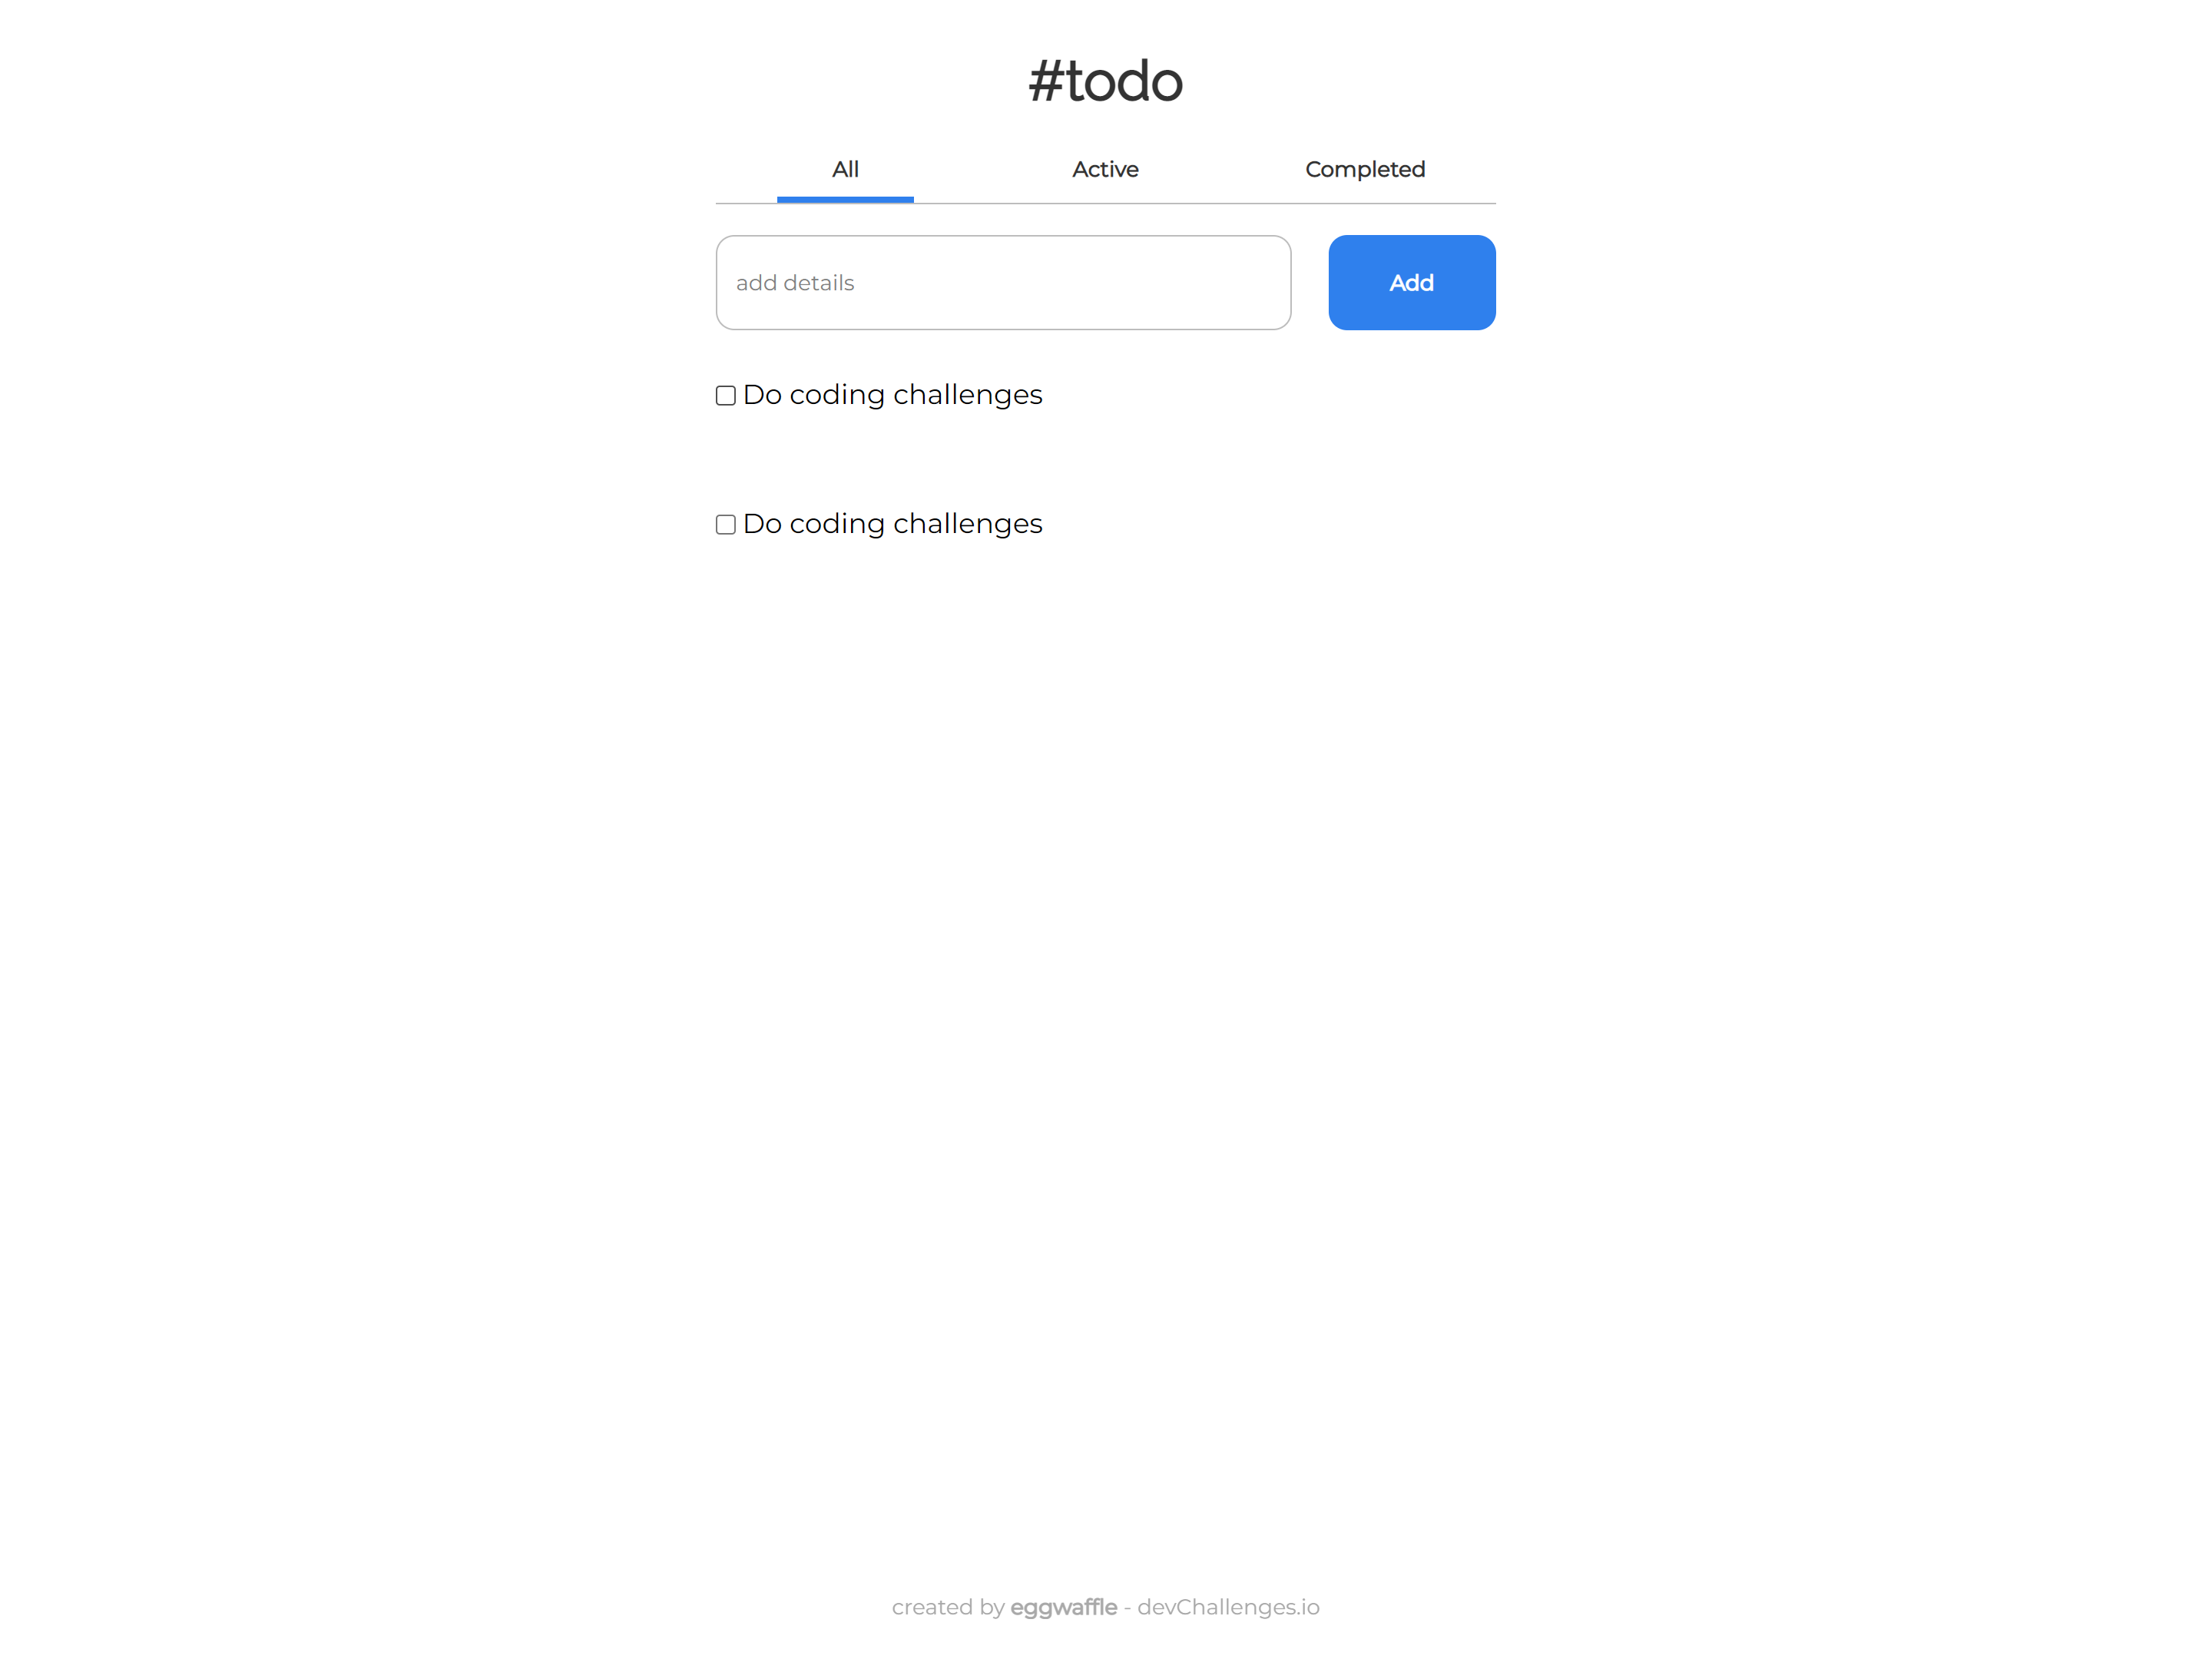 #todo
All Active Completed
add details Add
Do coding challenges
Do coding challenges
created by eggwaffle - devChallenges.io